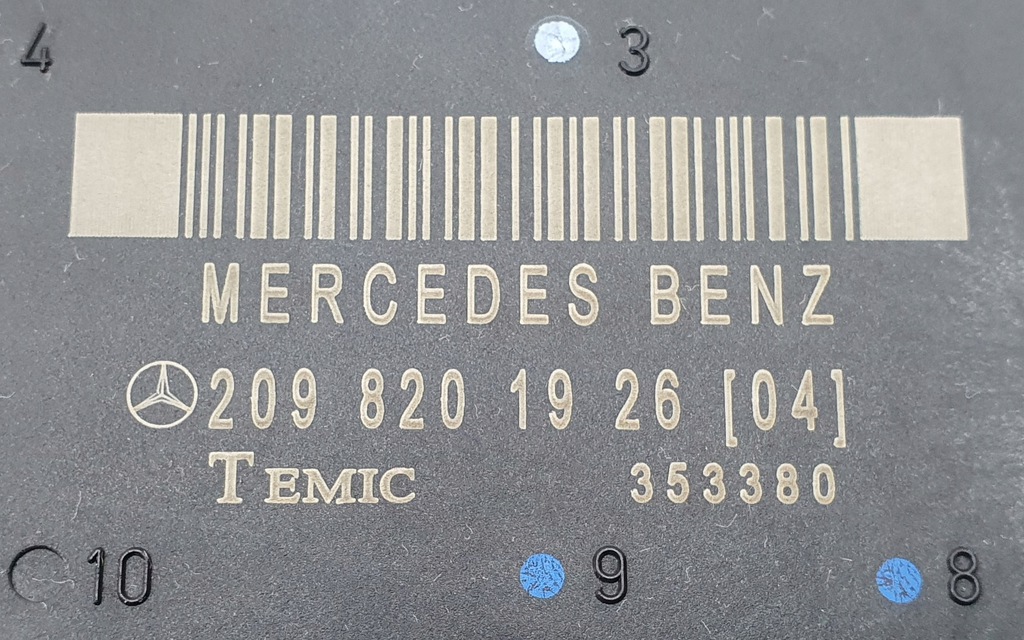 4 3
MERCEDES BENZ
209 820 19 26 [04]
TEMIC 353380
10 9 8